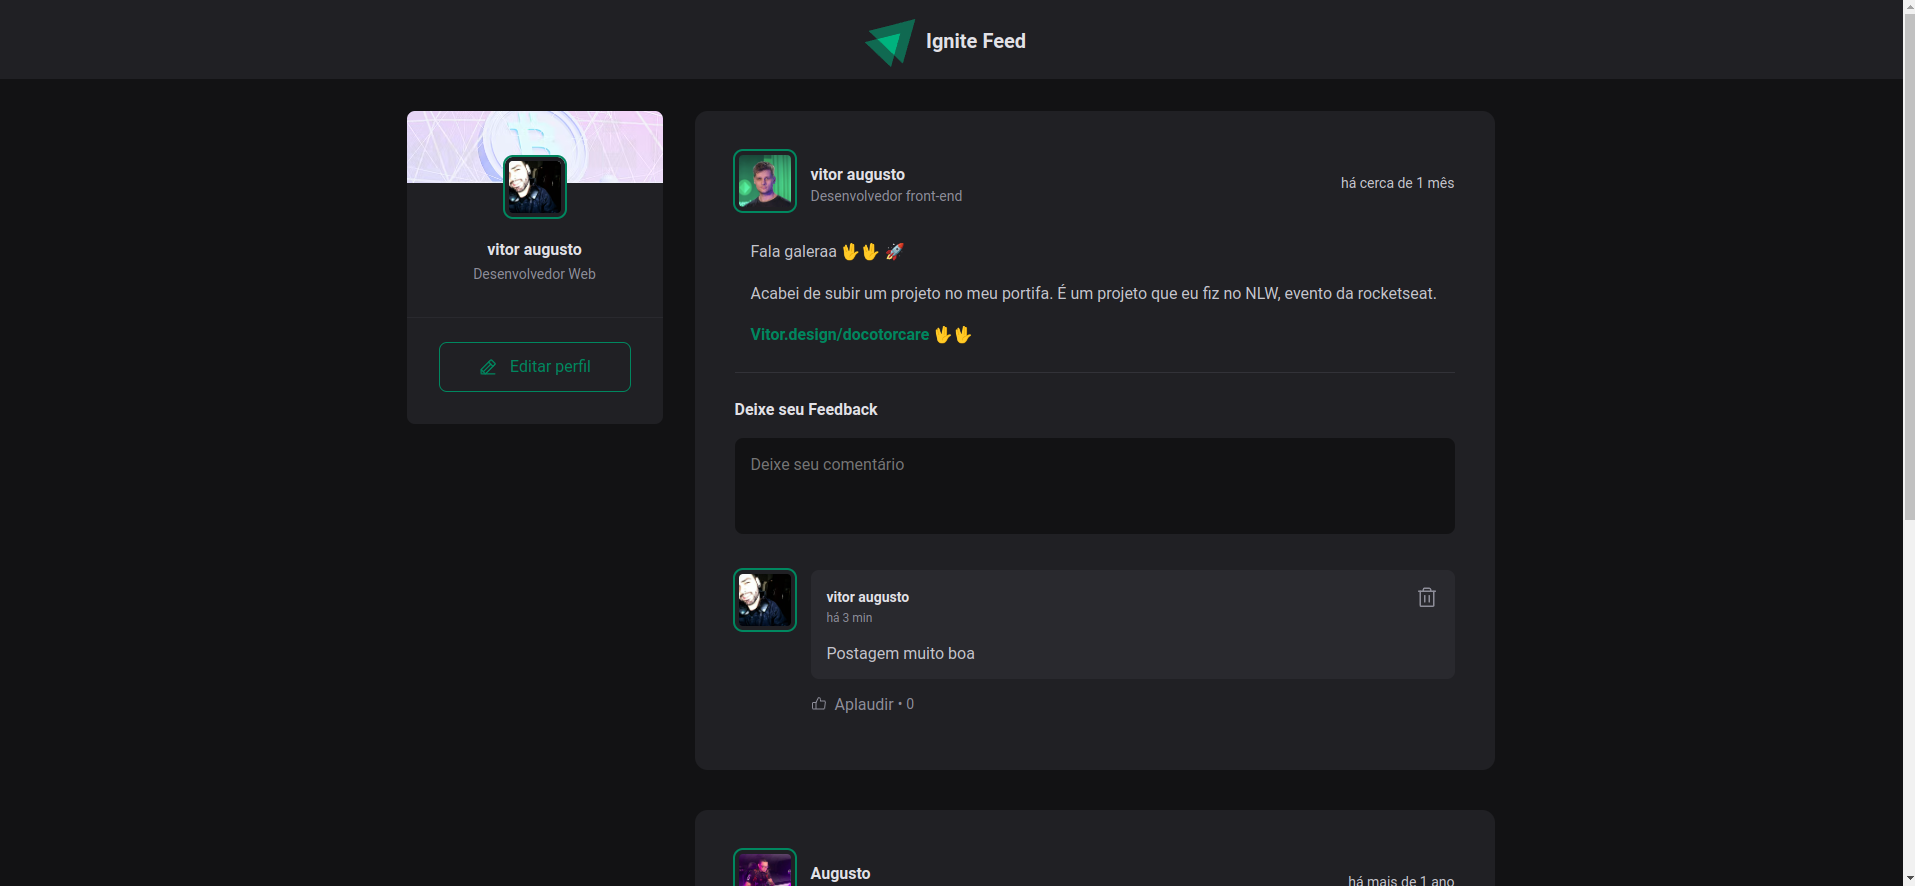 Ignite Feed
vitor augusto
Desenvolvedor Web
Editar perfil
vitor augusto
Desenvolvedor front-end
há cerca de 1 mês
Fala galeraa 🖖🖖 🚀
Acabei de subir um projeto no meu portifa. É um projeto que eu fiz no NLW, evento da rocketseat.
Vitor.design/docotorcare 🖖🖖
Deixe seu Feedback
Deixe seu comentário
vitor augusto
há 3 min
Postagem muito boa
Aplaudir • 0
Augusto
há mais de 1 ano